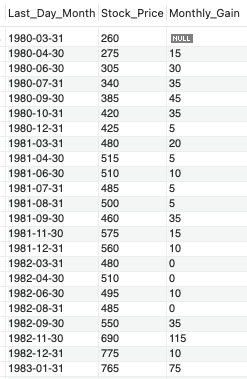 Last_Day_Month Stock_Price Monthly_Gain
1980-03-31 260 NULL
1980-04-30 275 15
1980-06-30 305 30
1980-07-31 340 35
1980-09-30 385 45
1980-10-31 420 35
1980-12-31 425 5
1981-03-31 480 20
1981-04-30 515 5
1981-06-30 510 10
1981-07-31 485 5
1981-08-31 500 5
1981-09-30 460 35
1981-11-30 575 15
1981-12-31 560 10
1982-03-31 480 0
1982-04-30 510 0
1982-06-30 495 10
1982-08-31 485 0
1982-09-30 550 35
1982-11-30 690 115
1982-12-31 775 10
1983-01-31 765 75